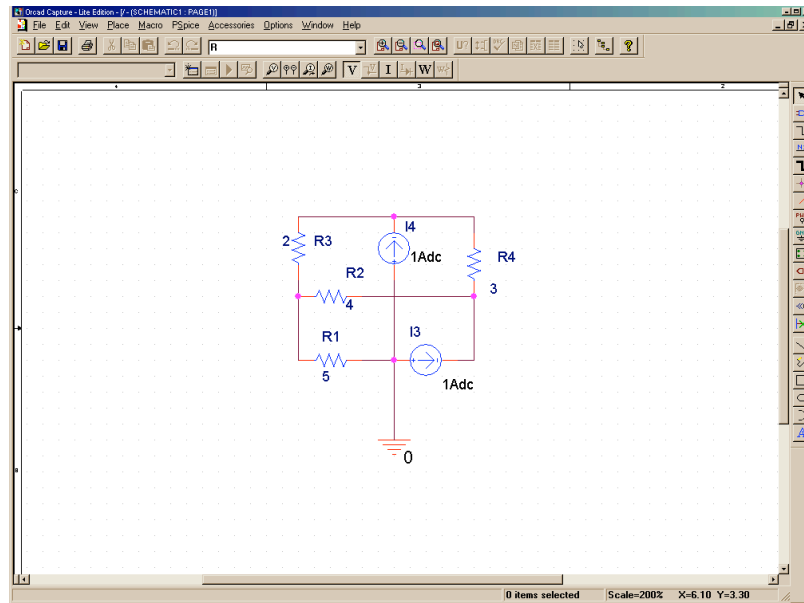 Orcad Capture - Lite Edition - [/ - (SCHEMATIC1 : PAGE1)]
File Edit View Place Macro PSpice Accessories Options Window Help
R
U?
V I W
3 2
I4
2 R3
1Adc
R4
R2
3
4
R1 I3
5
1Adc
0
0 items selected Scale=200% X=6.10 Y=3.30